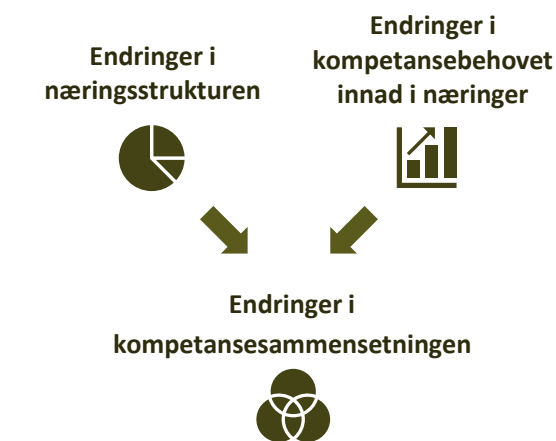 Endringer i
næringsstrukturen
Endringer i
kompetansebehovet
innad i næringer
Endringer i
kompetansesammensetningen